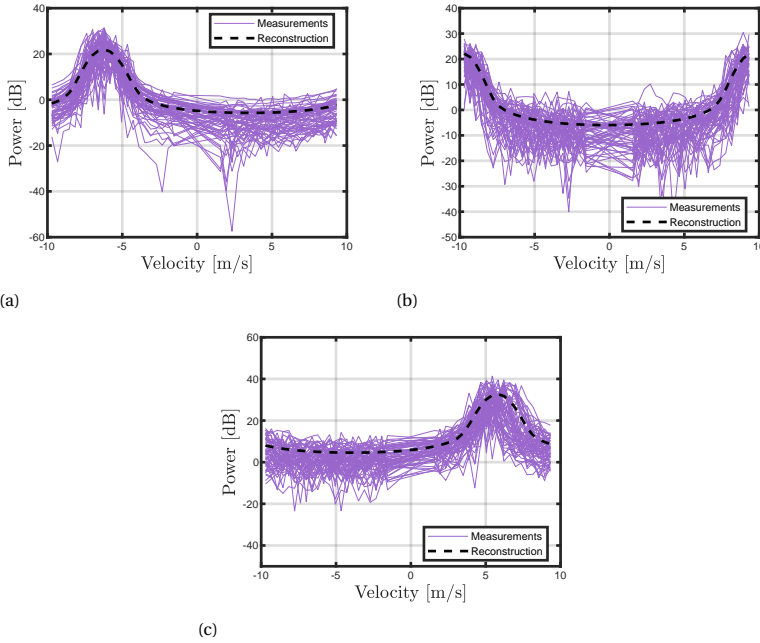 40
20
0
-20
-40
-60
-10
-5
0
5
10
Power [dB]
Velocity [m/s]
Measurements
Reconstruction
(a)
40
30
20
10
0
-10
-20
-30
-40
-50
-10
-5
0
5
10
Power [dB]
Velocity [m/s]
Measurements
Reconstruction
(b)
60
40
20
0
-20
-40
-10
-5
0
5
10
Power [dB]
Velocity [m/s]
Measurements
Reconstruction
(c)